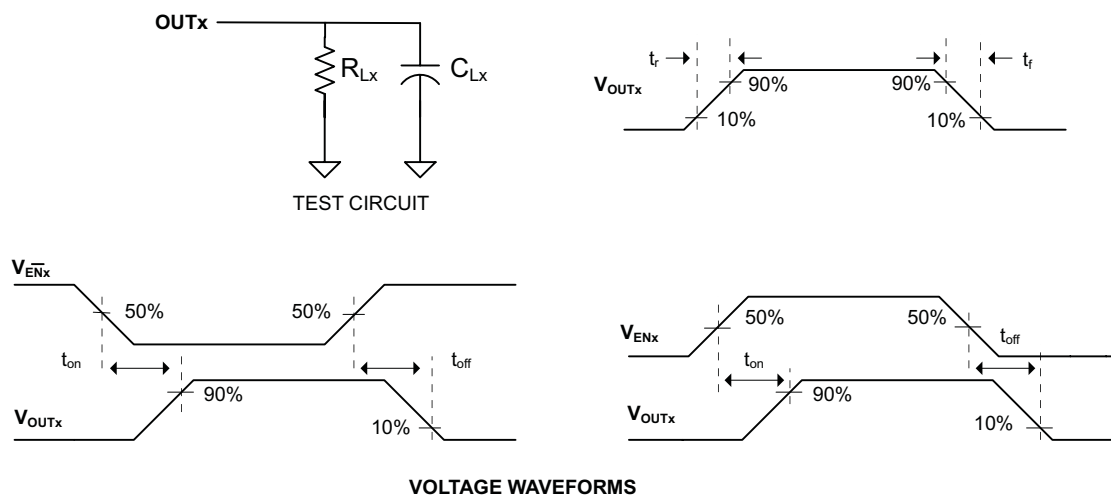 OUTx
RLx
CLx
TEST CIRCUIT
tr
tf
VOUTx
90%
90%
10%
10%
VE̅N̅x
50%
50%
ton
toff
VOUTx
90%
10%
VENx
50%
50%
ton
toff
VOUTx
90%
10%
VOLTAGE WAVEFORMS